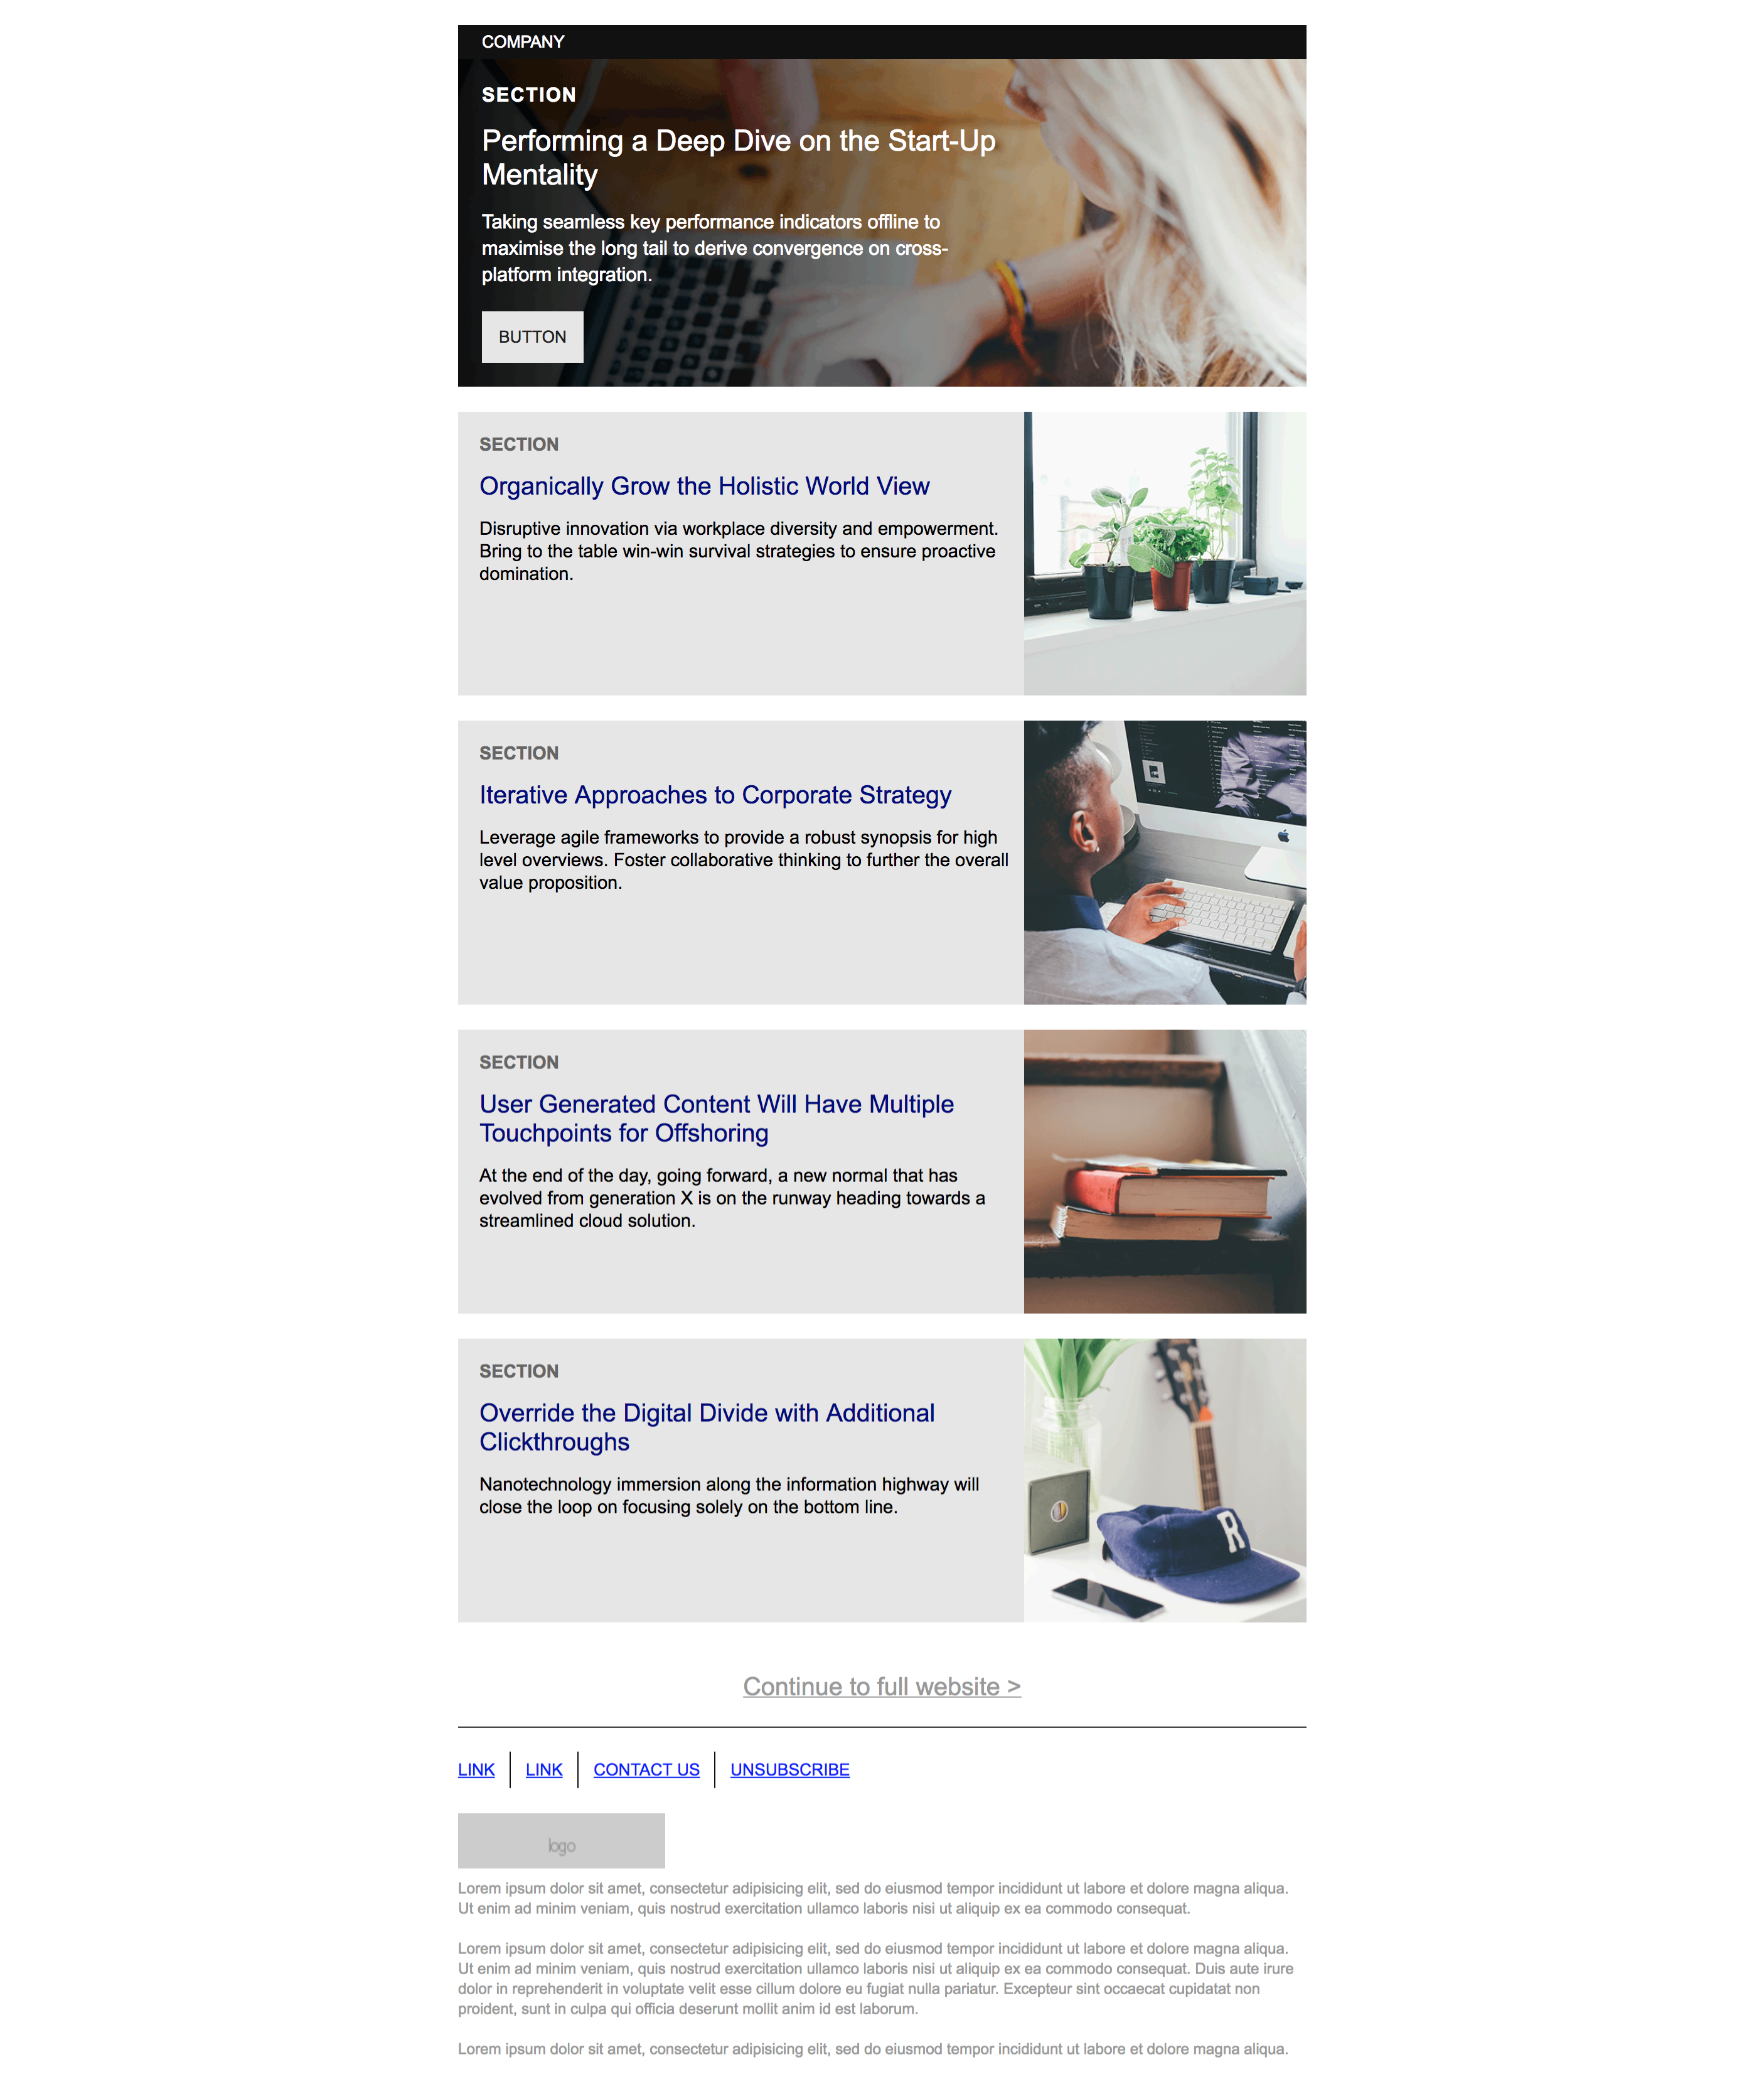 COMPANY
SECTION
Performing a Deep Dive on the Start-Up
Mentality
Taking seamless key performance indicators offline to
maximise the long tail to derive convergence on cross-
platform integration.
BUTTON
SECTION
Organically Grow the Holistic World View
Disruptive innovation via workplace diversity and empowerment.
Bring to the table win-win survival strategies to ensure proactive
domination.
SECTION
Iterative Approaches to Corporate Strategy
Leverage agile frameworks to provide a robust synopsis for high
level overviews. Foster collaborative thinking to further the overall
value proposition.
SECTION
User Generated Content Will Have Multiple
Touchpoints for Offshoring
At the end of the day, going forward, a new normal that has
evolved from generation X is on the runway heading towards a
streamlined cloud solution.
SECTION
Override the Digital Divide with Additional
Clickthroughs
Nanotechnology immersion along the information highway will
close the loop on focusing solely on the bottom line.
R
Continue to full website >
LINK LINK CONTACT US UNSUBSCRIBE
logo
Lorem ipsum dolor sit amet, consectetur adipisicing elit, sed do eiusmod tempor incididunt ut labore et dolore magna aliqua.
Ut enim ad minim veniam, quis nostrud exercitation ullamco laboris nisi ut aliquip ex ea commodo consequat.
Lorem ipsum dolor sit amet, consectetur adipisicing elit, sed do eiusmod tempor incididunt ut labore et dolore magna aliqua.
Ut enim ad minim veniam, quis nostrud exercitation ullamco laboris nisi ut aliquip ex ea commodo consequat. Duis aute irure
dolor in reprehenderit in voluptate velit esse cillum dolore eu fugiat nulla pariatur. Excepteur sint occaecat cupidatat non
proident, sunt in culpa qui officia deserunt mollit anim id est laborum.
Lorem ipsum dolor sit amet, consectetur adipisicing elit, sed do eiusmod tempor incididunt ut labore et dolore magna aliqua.